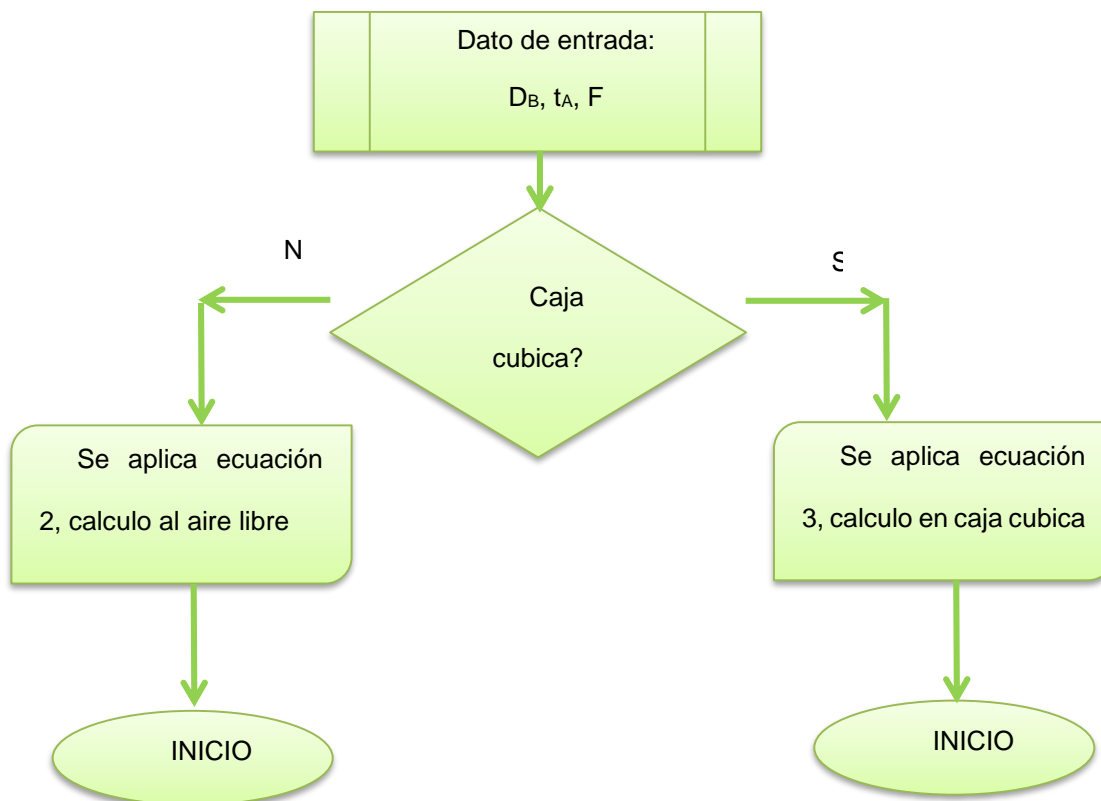 Dato de entrada:
DB, tA, F
N
S
Caja
cubica?
Se aplica ecuación
2, calculo al aire libre
Se aplica ecuación
3, calculo en caja cubica
INICIO
INICIO